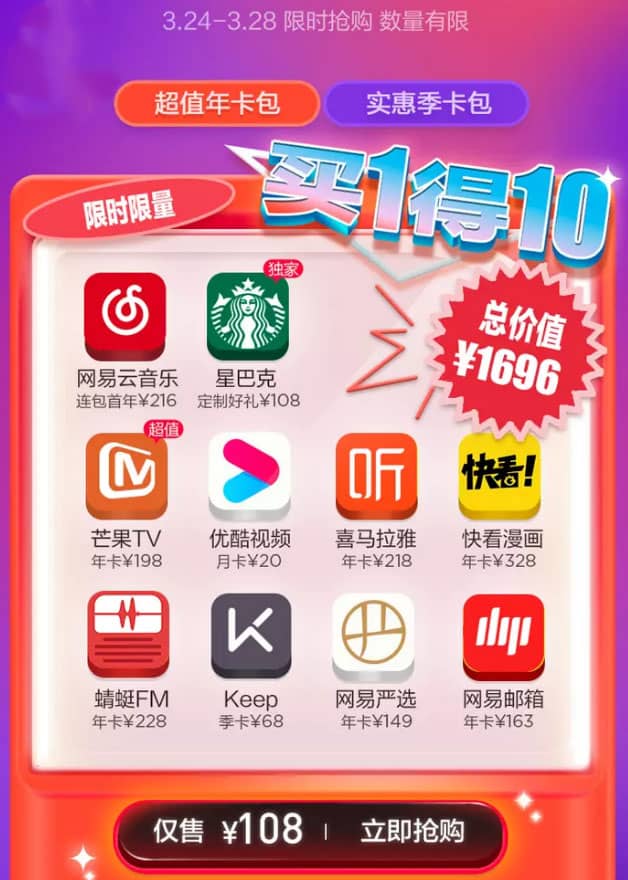 3.24-3.28 限时抢购 数量有限
超值年卡包
实惠季卡包
限时限量
买1得10
总价值
¥1696
独家
网易云音乐
连包首年¥216
星巴克
定制好礼¥108
超值
芒果TV
年卡¥198
优酷视频
月卡¥20
听
喜马拉雅
年卡¥218
快看!
快看漫画
年卡¥328
蜻蜓FM
年卡¥228
Keep
季卡¥68
网易严选
年卡¥149
网易邮箱
年卡¥163
仅售 ¥108 | 立即抢购